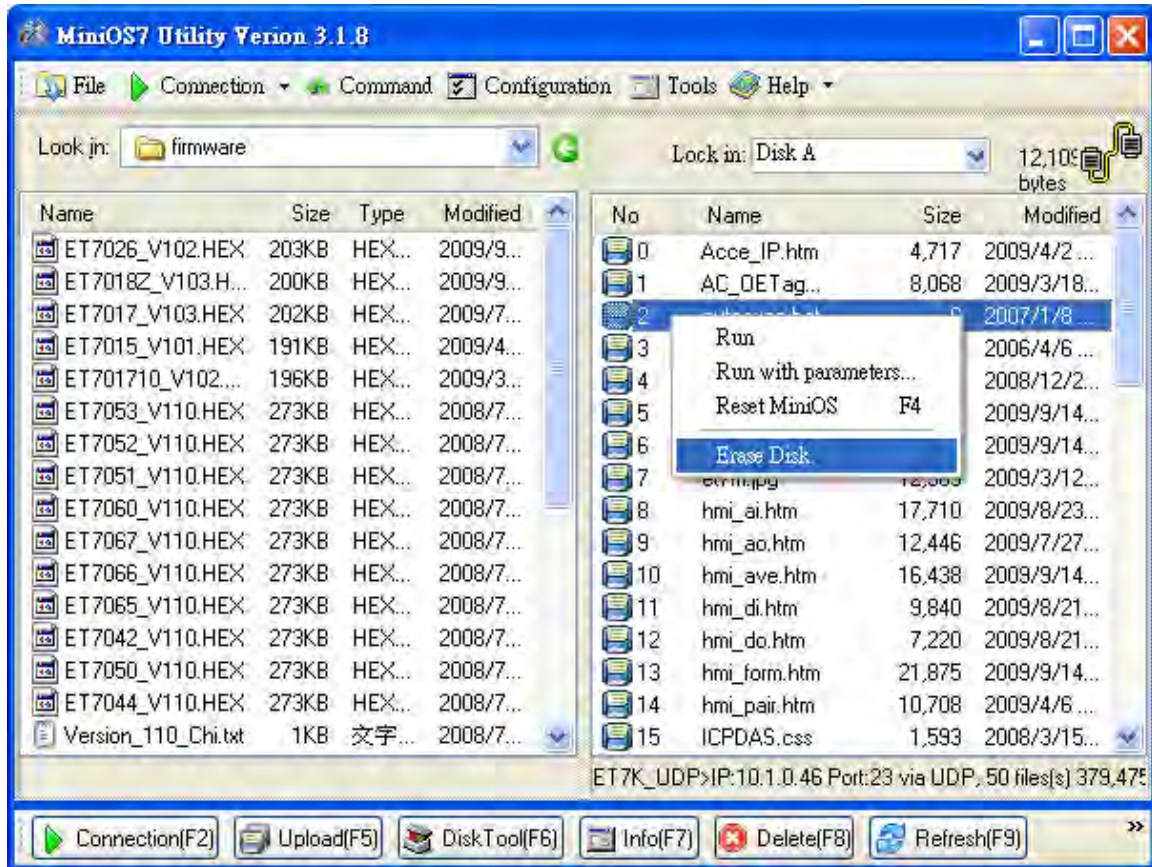 MiniOS7 Utility Verion 3.1.8
File Connection Command Configuration Tools Help
Look in: firmware
Lock in: Disk A
bytes
Name Size Type Modified
ET7026_V102.HEX 203KB HEX... 2009/9...
ET7018Z_V103.H... 200KB HEX... 2009/9...
ET7017_V103.HEX 202KB HEX... 2009/7...
ET7015_V101.HEX 191KB HEX... 2009/4...
ET701710_V102.... 196KB HEX... 2009/3...
ET7053_V110.HEX 273KB HEX... 2008/7...
ET7052_V110.HEX 273KB HEX... 2008/7...
ET7051_V110.HEX 273KB HEX... 2008/7...
ET7060_V110.HEX 273KB HEX... 2008/7...
ET7067_V110.HEX 273KB HEX... 2008/7...
ET7066_V110.HEX 273KB HEX... 2008/7...
ET7065_V110.HEX 273KB HEX... 2008/7...
ET7042_V110.HEX 273KB HEX... 2008/7...
ET7050_V110.HEX 273KB HEX... 2008/7...
ET7044_V110.HEX 273KB HEX... 2008/7...
Version_110_Chi.txt 1KB 文字... 2008/7...
No Name Size Modified
0 Acce_IP.htm 4,717 2009/4/2 ...
1 AC_OETag... 8,068 2009/3/18...
2 2007/1/8 ...
3 2006/4/6 ...
4 2008/12/2...
5 2009/9/14...
6 2009/9/14...
7 2009/3/12...
8 hmi_ai.htm 17,710 2009/8/23...
9 hmi_ao.htm 12,446 2009/7/27...
10 hmi_ave.htm 16,438 2009/9/14...
11 hmi_di.htm 9,840 2009/8/21...
12 hmi_do.htm 7,220 2009/8/21...
13 hmi_form.htm 21,875 2009/9/14...
14 hmi_pair.htm 10,708 2009/4/6 ...
15 ICPDAS.css 1,593 2008/3/15...
Run
Run with parameters...
Reset MiniOS F4
Erase Disk
ET7K_UDP>IP:10.1.0.46 Port:23 via UDP, 50 files(s) 379,475
Connection(F2) Upload(F5) DiskTool(F6) Info(F7) Delete(F8) Refresh(F9) »